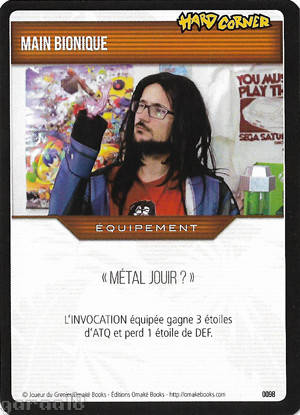 HARD CORNER
MAIN BIONIQUE
YOU MUS
PLAY TH
SEGA SATU
ÉQUIPEMENT
« MÉTAL JOUIR ? »
L'INVOCATION équipée gagne 3 étoiles
d'ATQ et perd 1 étoile de DEF.
© Joueur du Grenier/Omaké Books - Éditions Omaké Books - http://omakebooks.com
0098